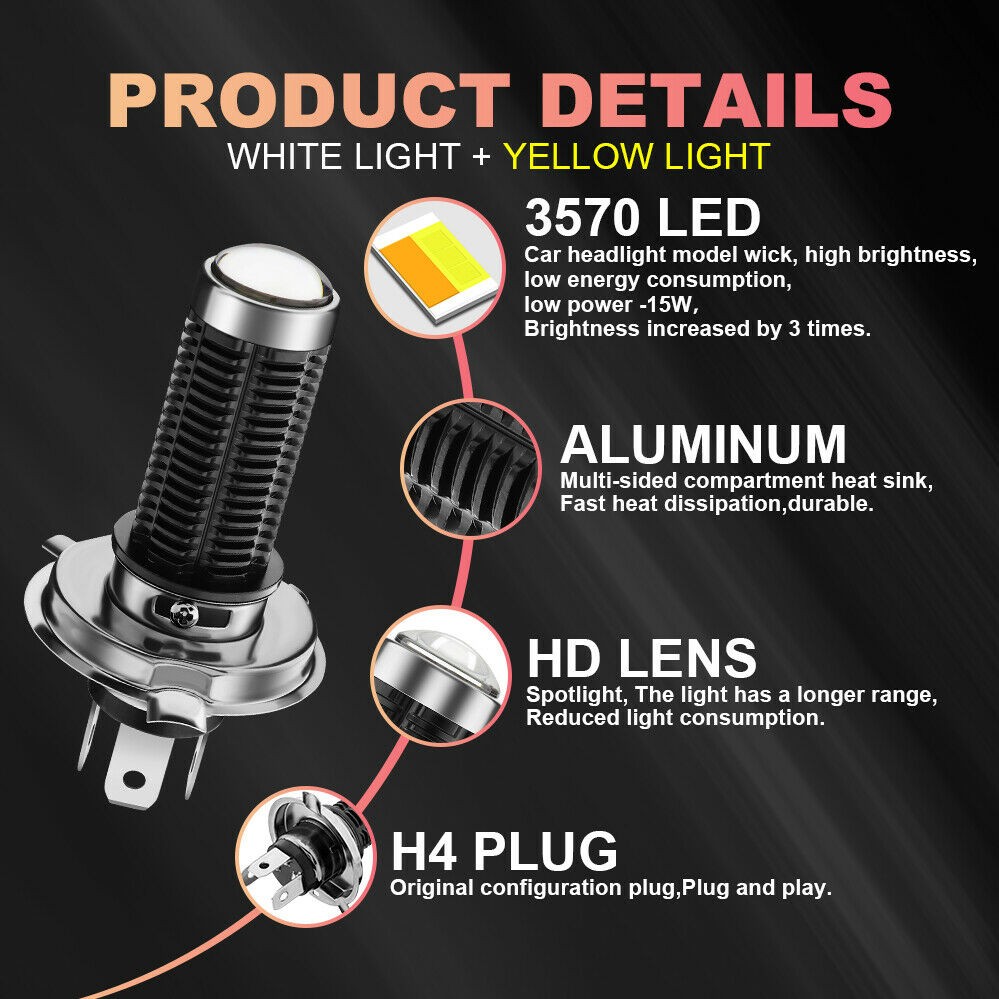 PRODUCT DETAILS
WHITE LIGHT + YELLOW LIGHT
3570 LED
Car headlight model wick, high brightness,
low energy consumption,
low power -15W,
Brightness increased by 3 times.
ALUMINUM
Multi-sided compartment heat sink,
Fast heat dissipation,durable.
HD LENS
Spotlight, The light has a longer range,
Reduced light consumption.
H4 PLUG
Original configuration plug,Plug and play.